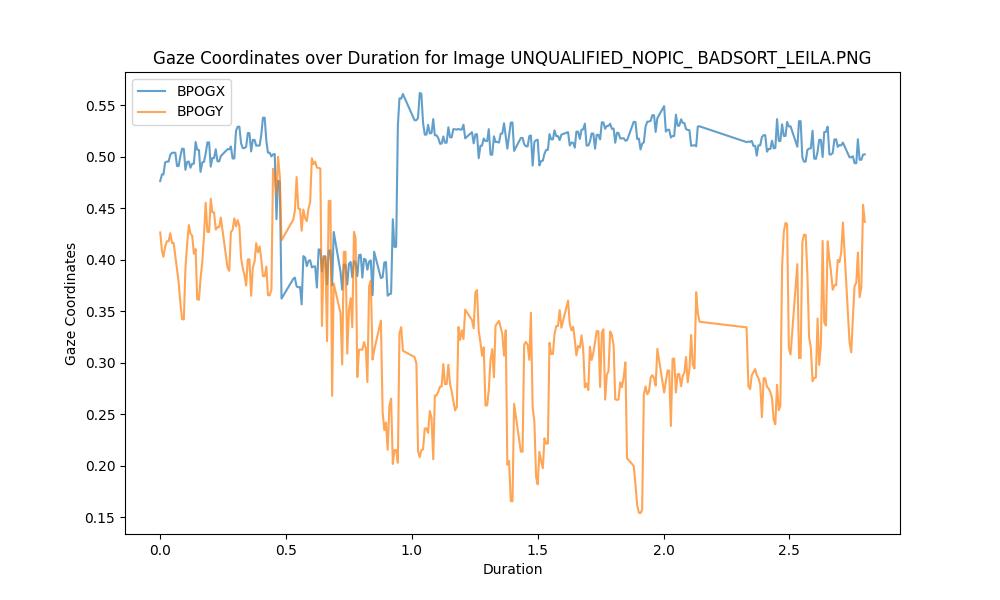 Gaze Coordinates over Duration for Image UNQUALIFIED_NOPIC_ BADSORT_LEILA.PNG
BPOGX
BPOGY
0.55
0.50
0.45
0.40
0.35
0.30
0.25
0.20
0.15
Gaze Coordinates
0.0 0.5 1.0 1.5 2.0 2.5
Duration